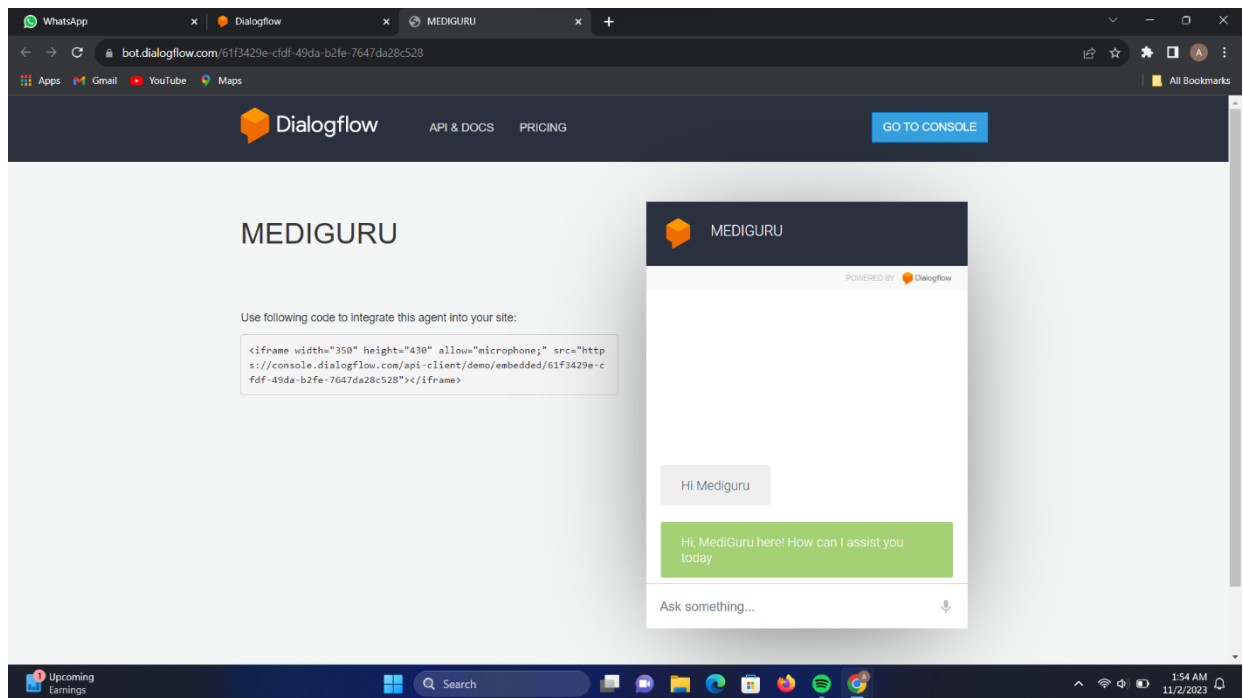 WhatsApp
Dialogflow
MEDIGURU
bot.dialogflow.com/61f3429e-cfdf-49da-b2fe-7647da28c528
A
Apps
Gmail
YouTube
Maps
All Bookmarks
Dialogflow
API & DOCS
PRICING
GO TO CONSOLE
MEDIGURU
Use following code to integrate this agent into your site:
<iframe width="350" height="430" allow="microphone;" src="http
s://console.dialogflow.com/api-client/demo/embedded/61f3429e-c
fdf-49da-b2fe-7647da28c528"></iframe>
MEDIGURU
POWERED BY Dialogflow
Hi Mediguru
Hi, MediGuru here! How can I assist you
today
Ask something...
1
Upcoming
Earnings
Search
1:54 AM
11/2/2023